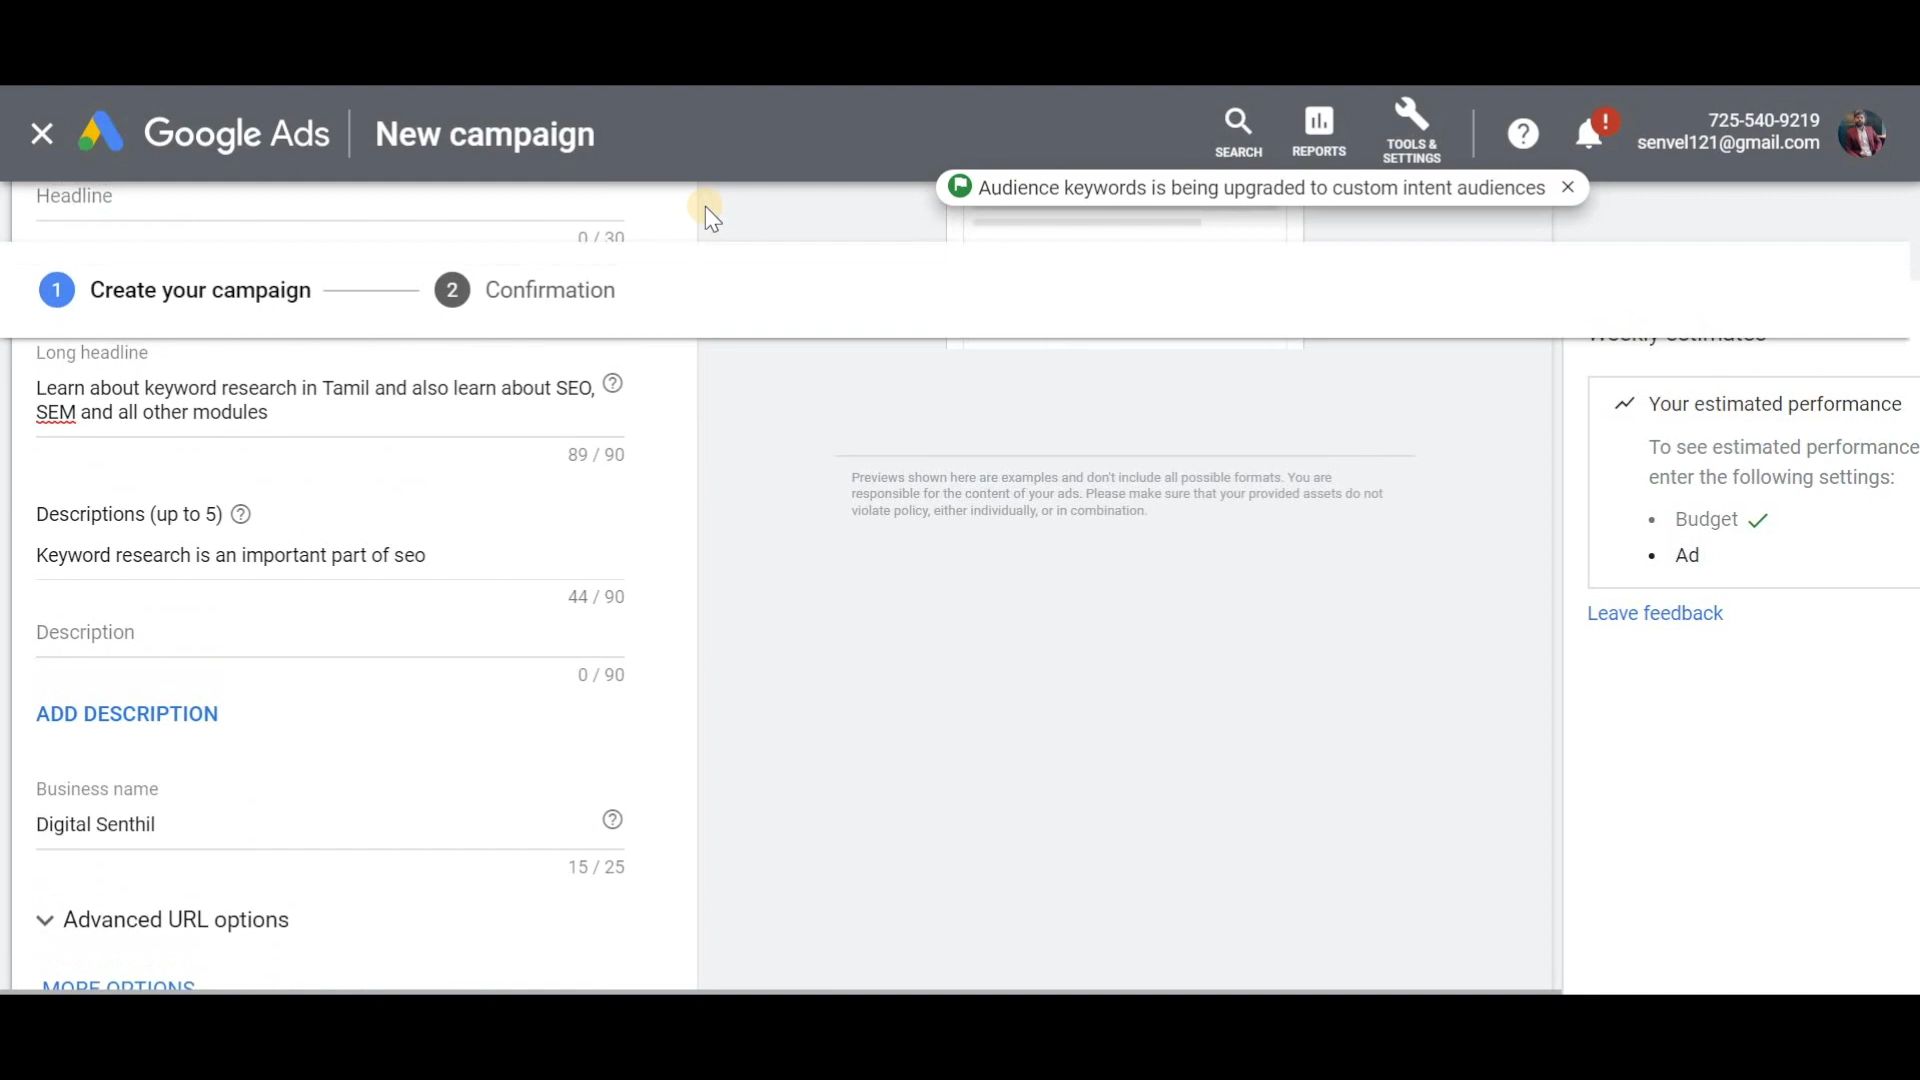 Google Ads
New campaign
SEARCH
REPORTS
TOOLS &
SETTINGS
725-540-9219
senvel121@gmail.com
Audience keywords is being upgraded to custom intent audiences
Headline
0 / 30
1 Create your campaign
2 Confirmation
Long headline
Learn about keyword research in Tamil and also learn about SEO,
SEM and all other modules
89 / 90
Descriptions (up to 5)
Keyword research is an important part of seo
44 / 90
Description
0 / 90
ADD DESCRIPTION
Business name
Digital Senthil
15 / 25
Advanced URL options
MORE OPTIONS
Previews shown here are examples and don't include all possible formats. You are
responsible for the content of your ads. Please make sure that your provided assets do not
violate policy, either individually, or in combination.
Weekly estimates
Your estimated performance
To see estimated performance
enter the following settings:
• Budget
• Ad
Leave feedback